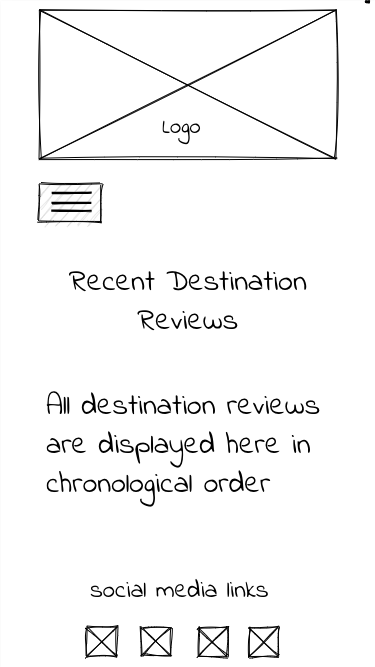 Logo
Recent Destination
Reviews
All destination reviews
are displayed here in
chronological order
social media links